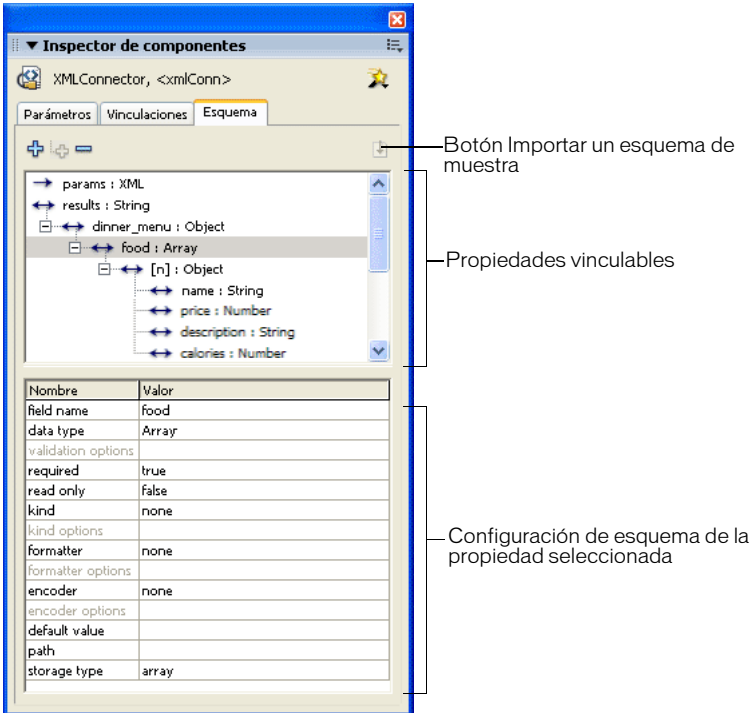 Inspector de componentes
XMLConnector, <xmlConn>
Parámetros Vinculaciones Esquema
Botón Importar un esquema de
muestra
params : XML
results : String
dinner_menu : Object
food : Array
[n] : Object
name : String
price : Number
description : String
calories : Number
Propiedades vinculables
Nombre Valor
field name food
data type Array
validation options
required true
read only false
kind none
kind options
formatter none
formatter options
encoder none
encoder options
default value
path
storage type array
Configuración de esquema de la
propiedad seleccionada